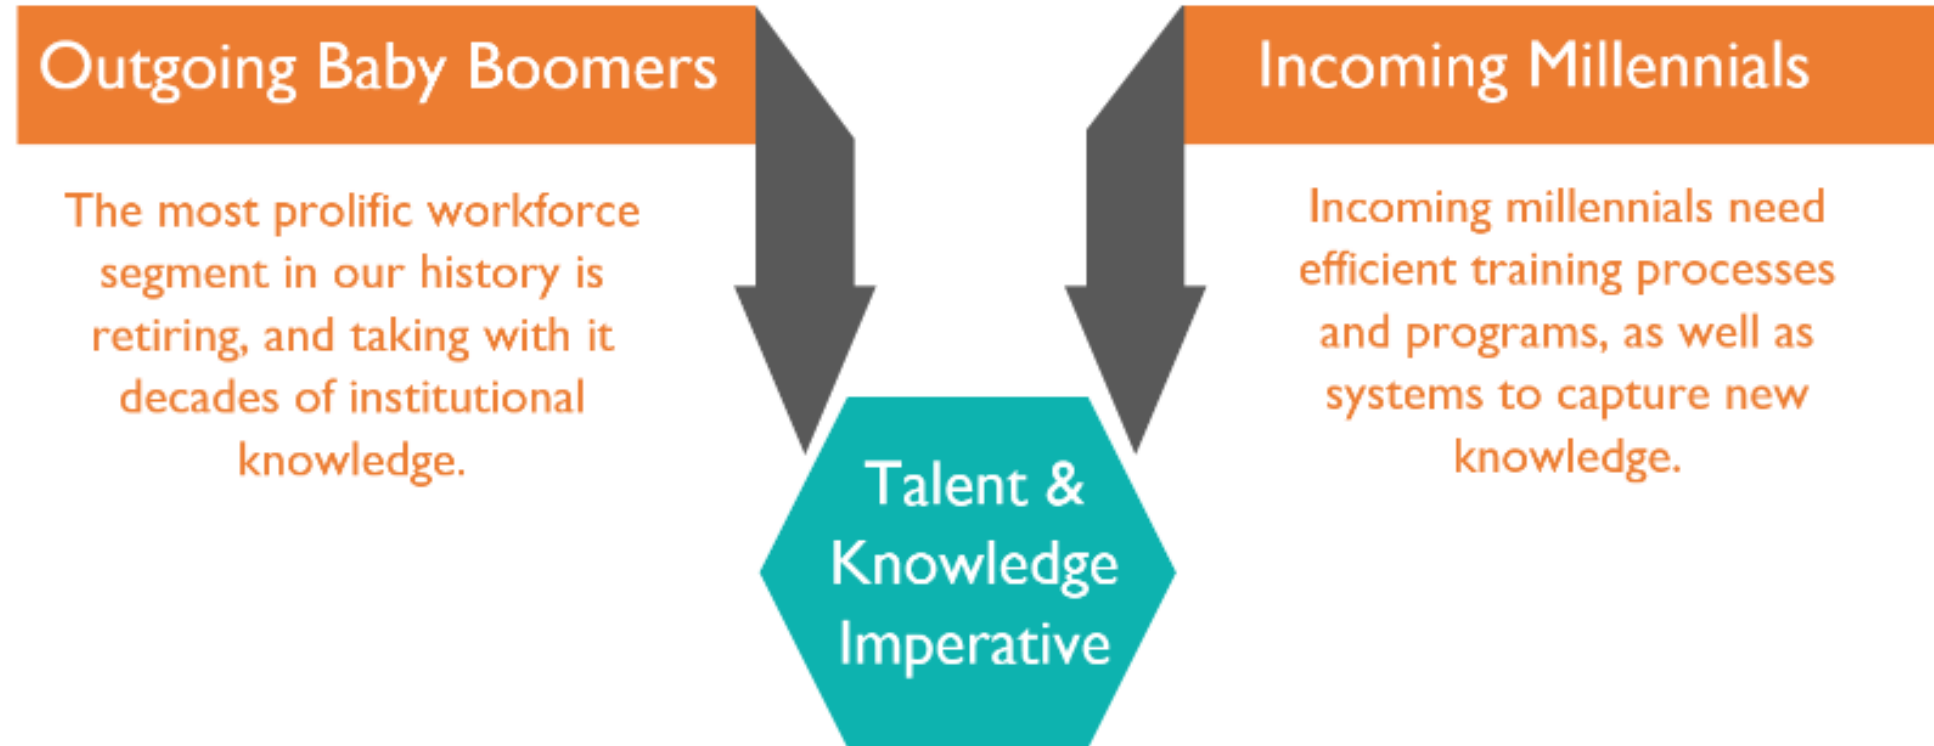 Outgoing Baby Boomers
The most prolific workforce
segment in our history is
retiring, and taking with it
decades of institutional
knowledge.
Incoming Millennials
Incoming millennials need
efficient training processes
and programs, as well as
systems to capture new
knowledge.
Talent &
Knowledge
Imperative